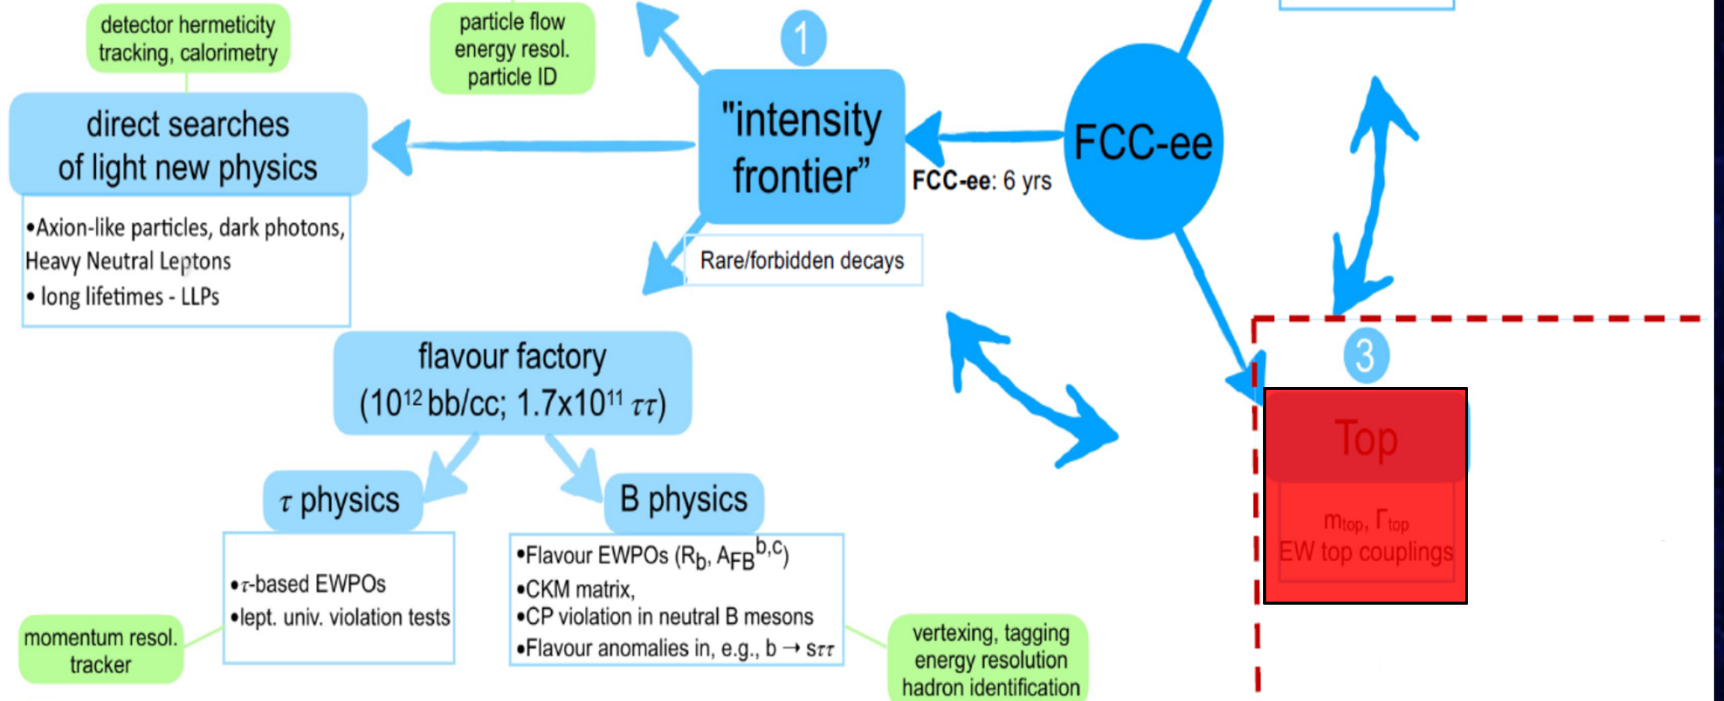 detector hermeticity
tracking, calorimetry
particle flow
energy resol.
particle ID
1
direct searches
of light new physics
"intensity
frontier”
FCC-ee
FCC-ee: 6 yrs
•Axion-like particles, dark photons,
Heavy Neutral Leptons
• long lifetimes - LLPs
Rare/forbidden decays
flavour factory
(10¹² bb/cc; 1.7x10¹¹ ττ)
3
Top
mtop, Γtop
EW top couplings
τ physics
•τ-based EWPOs
•lept. univ. violation tests
momentum resol.
tracker
B physics
•Flavour EWPOs (Rb, AFBb,c)
•CKM matrix,
•CP violation in neutral B mesons
•Flavour anomalies in, e.g., b → sττ
vertexing, tagging
energy resolution
hadron identification